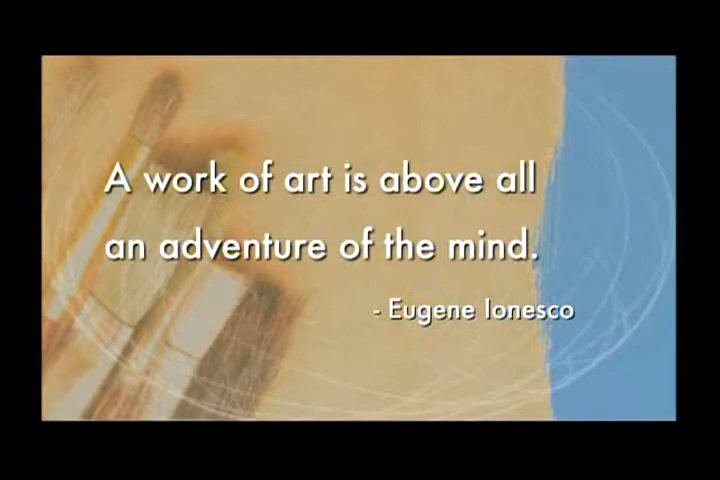 A work of art is above all
an adventure of the mind.
- Eugene Ionesco